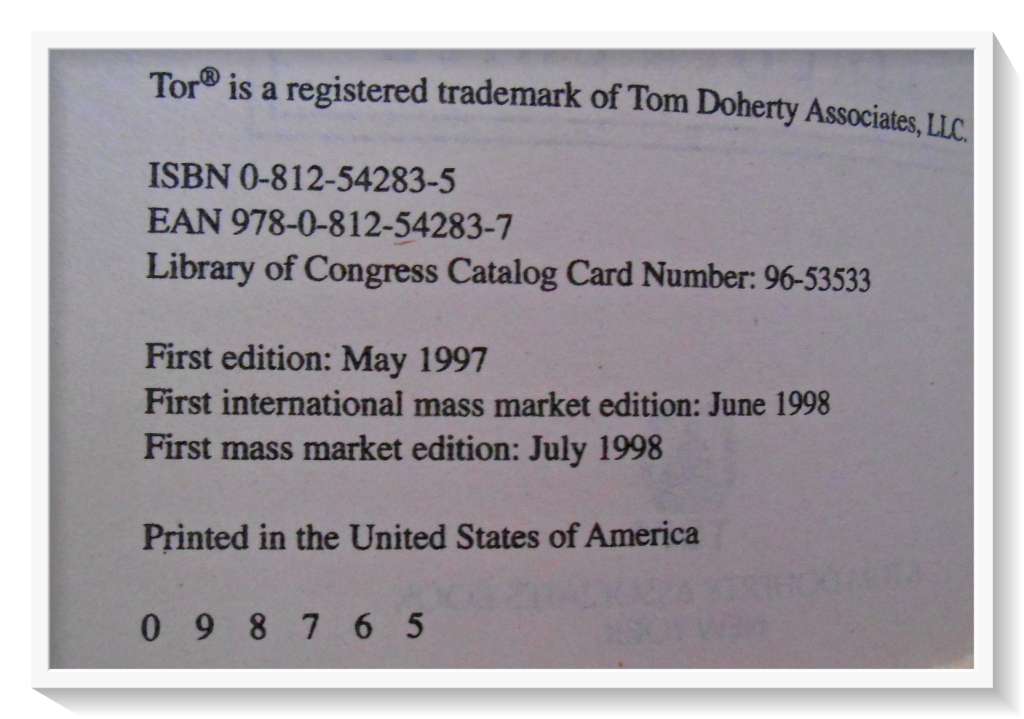 Tor® is a registered trademark of Tom Doherty Associates, LLC.
ISBN 0-812-54283-5
EAN 978-0-812-54283-7
Library of Congress Catalog Card Number: 96-53533
First edition: May 1997
First international mass market edition: June 1998
First mass market edition: July 1998
Printed in the United States of America
0 9 8 7 6 5